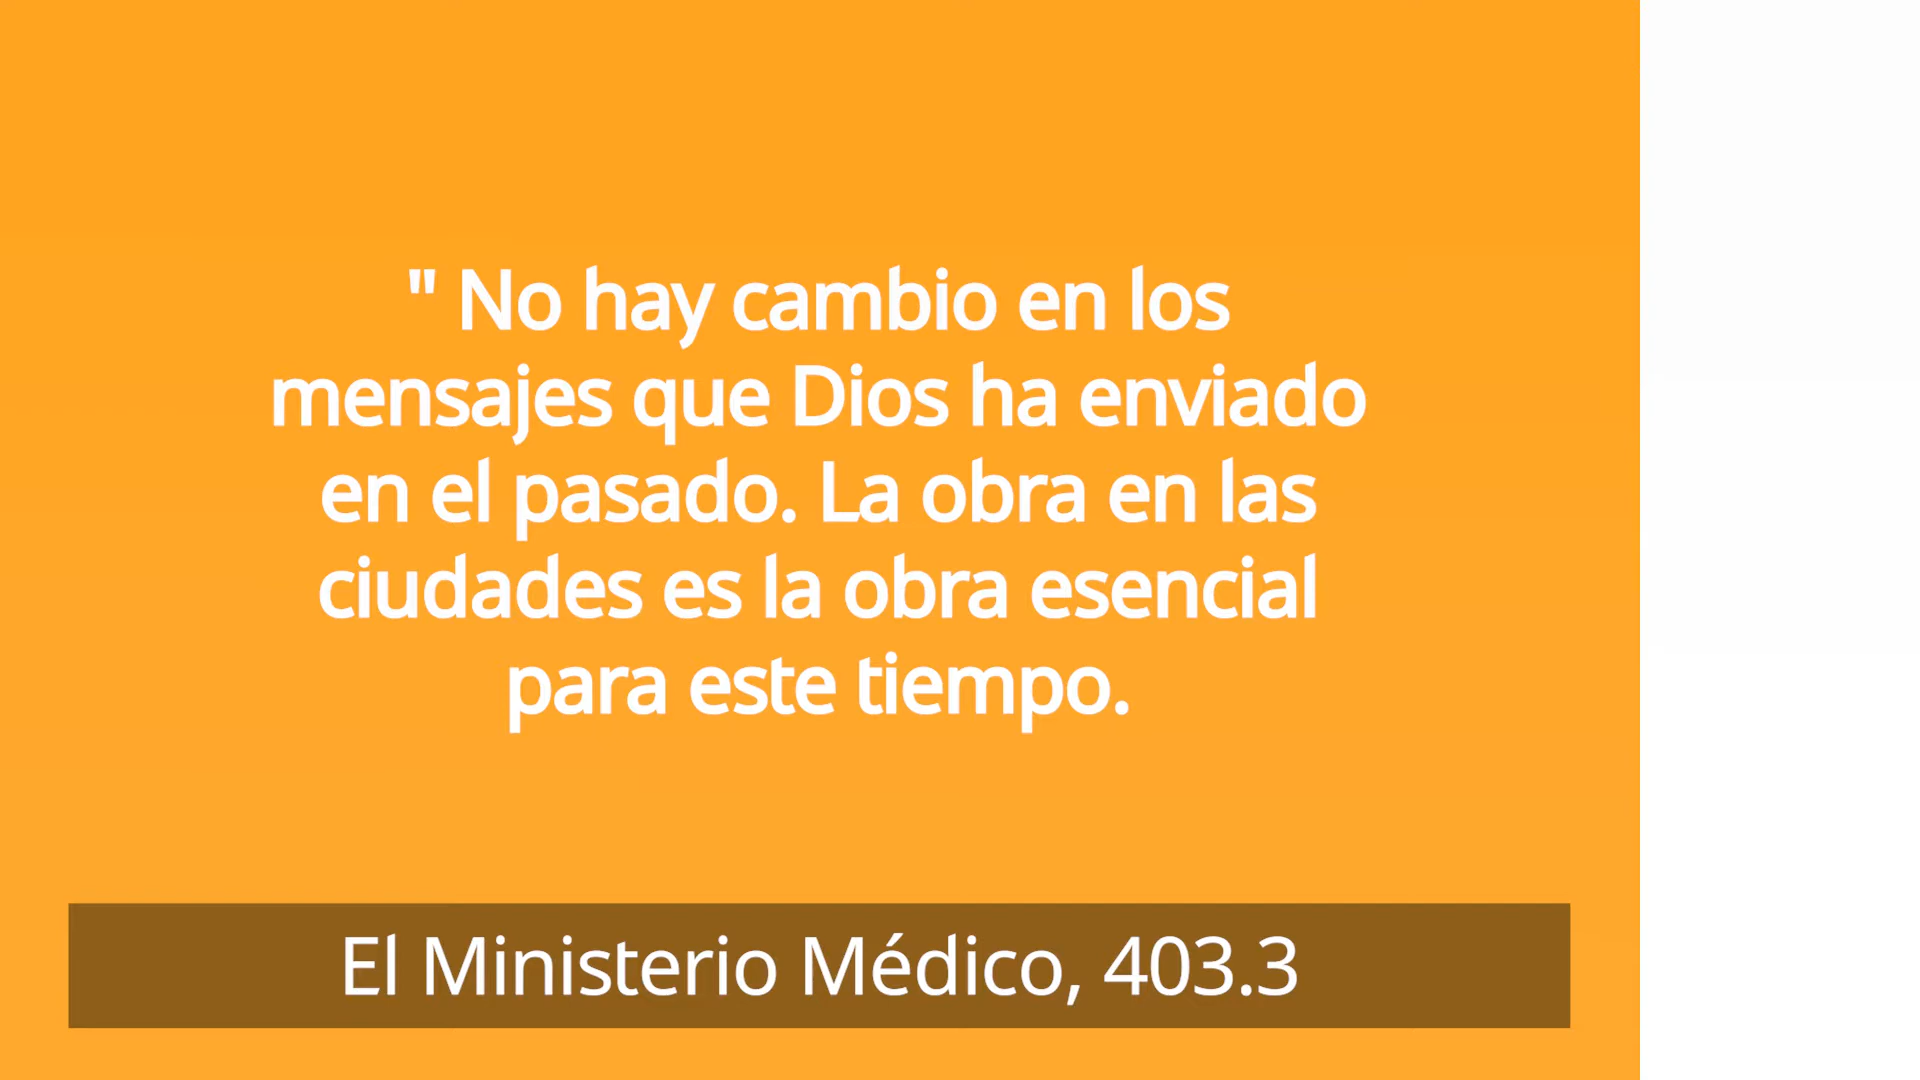 " No hay cambio en los
mensajes que Dios ha enviado
en el pasado. La obra en las
ciudades es la obra esencial
para este tiempo.
El Ministerio Médico, 403.3